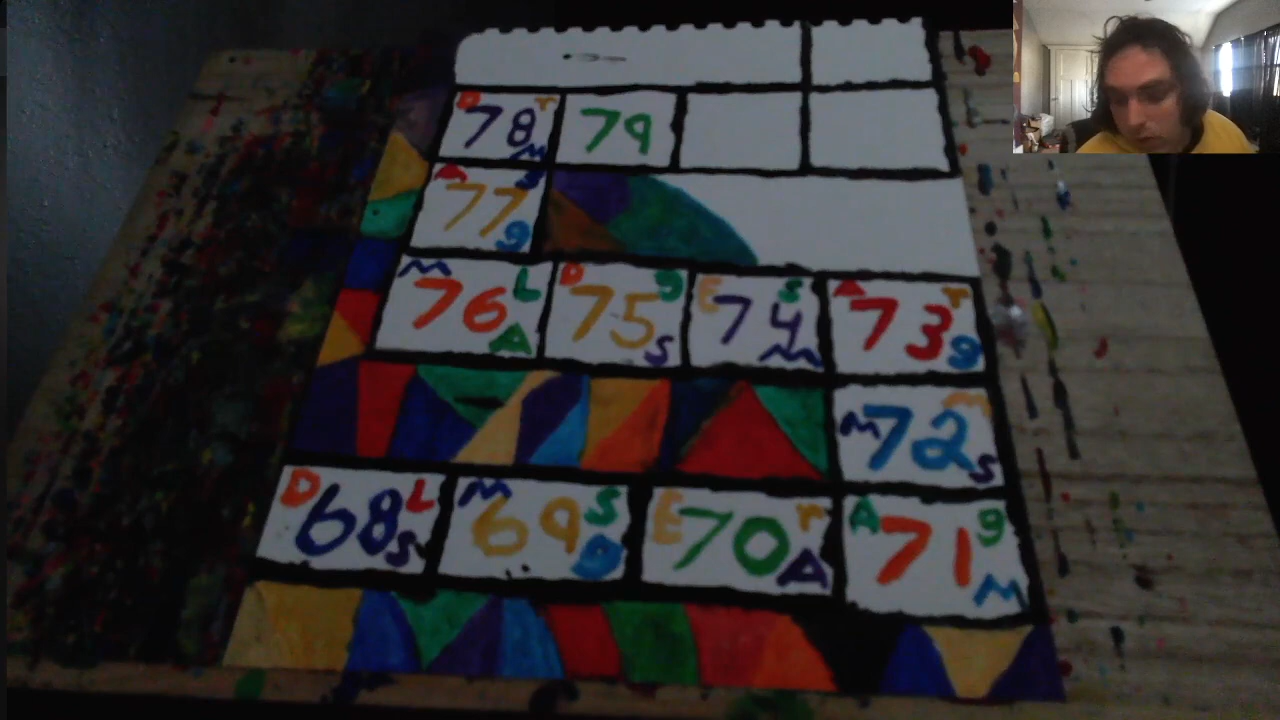 D 78 r M
79
A 77 S g
M 76 L A
D 75 g S
E 74 S M
A 73 r g
M 72 m S
D 68 L S
M 69 S g
E 70 r A
A 71 g M